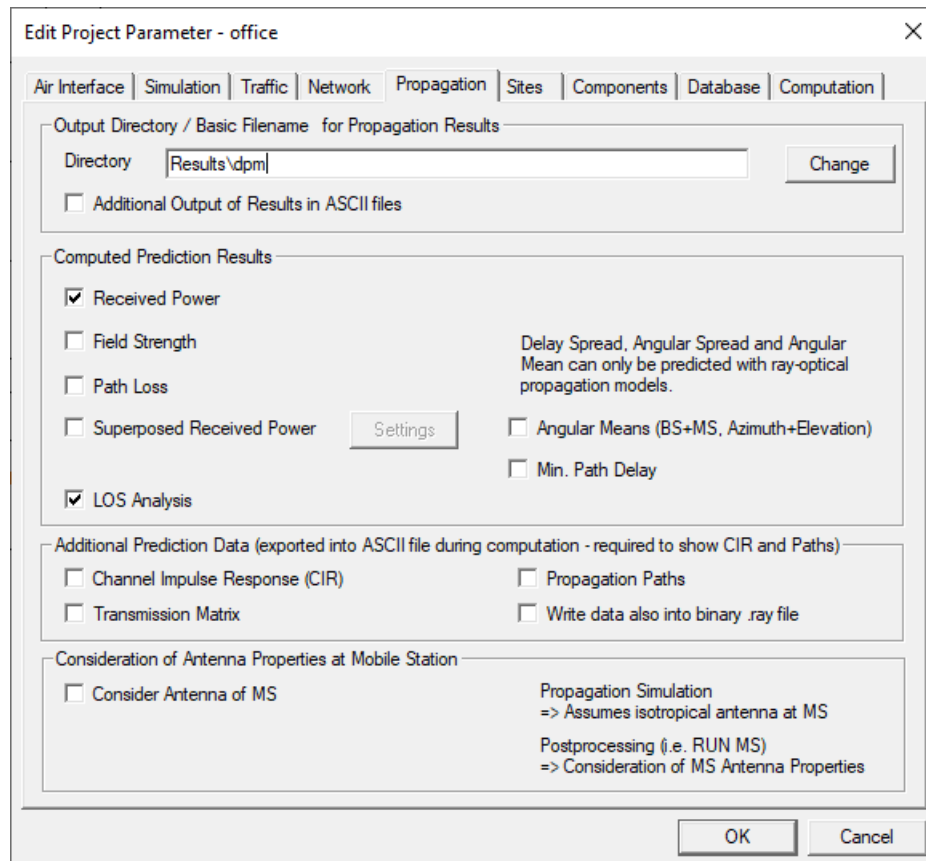 Edit Project Parameter - office
Air Interface Simulation Traffic Network Propagation Sites Components Database Computation
Output Directory / Basic Filename for Propagation Results
Directory Results\dpm Change
Additional Output of Results in ASCII files
Computed Prediction Results
Received Power
Field Strength
Delay Spread, Angular Spread and Angular
Mean can only be predicted with ray-optical
propagation models.
Path Loss
Superposed Received Power Settings Angular Means (BS+MS, Azimuth+Elevation)
Min. Path Delay
LOS Analysis
Additional Prediction Data (exported into ASCII file during computation - required to show CIR and Paths)
Channel Impulse Response (CIR) Propagation Paths
Transmission Matrix Write data also into binary .ray file
Consideration of Antenna Properties at Mobile Station
Consider Antenna of MS Propagation Simulation
=> Assumes isotropical antenna at MS
Postprocessing (i.e. RUN MS)
=> Consideration of MS Antenna Properties
OK Cancel